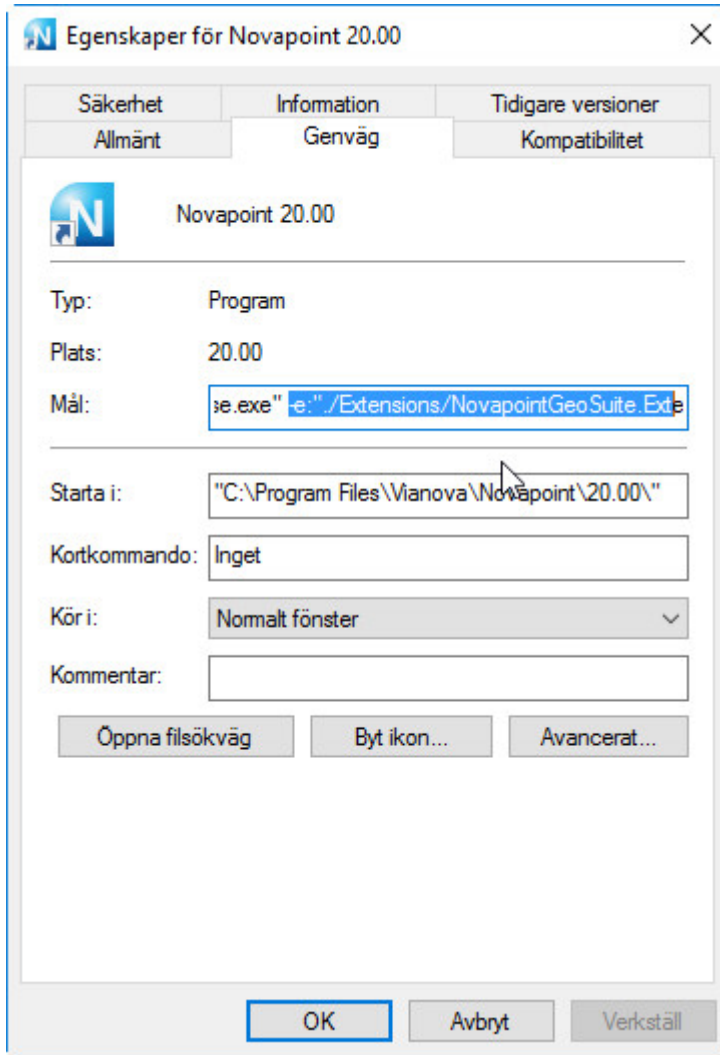 Egenskaper för Novapoint 20.00
Säkerhet Information Tidigare versioner
Allmänt Genväg Kompatibilitet
N
Novapoint 20.00
Typ: Program
Plats: 20.00
Mål: se.exe" -e:"./Extensions/NovapointGeoSuite.Exte
Starta i: "C:\Program Files\Vianova\Novapoint\20.00\"
Kortkommando: Inget
Kör i: Normalt fönster
Kommentar:
Öppna filsökväg Byt ikon... Avancerat...
OK Avbryt Verkställ